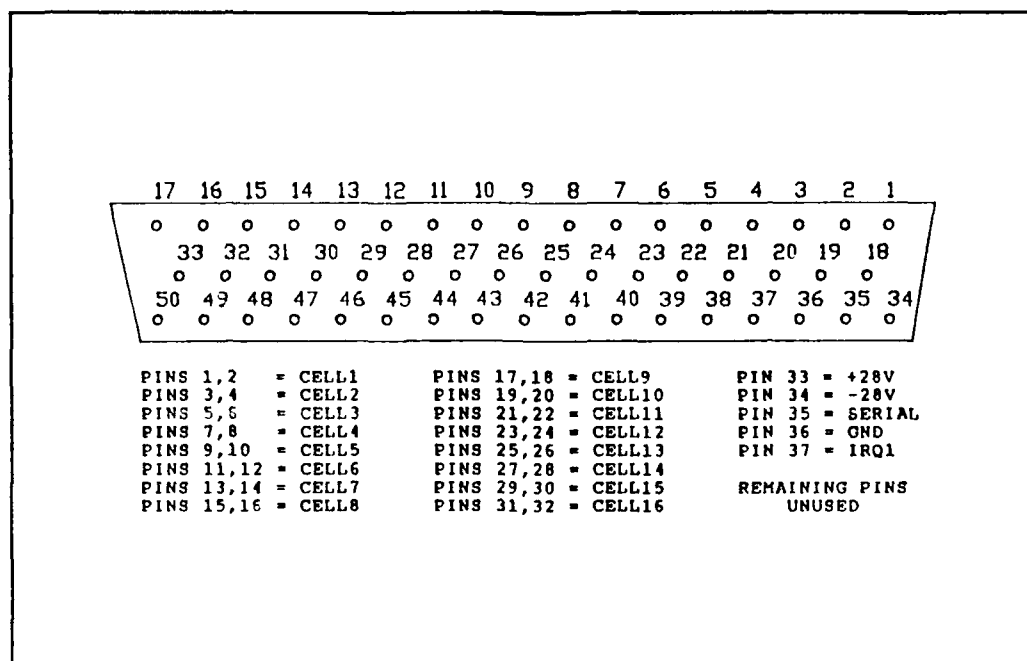 17 16 15 14 13 12 11 10 9 8 7 6 5 4 3 2 1
33 32 31 30 29 28 27 26 25 24 23 22 21 20 19 18
50 49 48 47 46 45 44 43 42 41 40 39 38 37 36 35 34
PINS 1,2 = CELL1
PINS 3,4 = CELL2
PINS 5,6 = CELL3
PINS 7,8 = CELL4
PINS 9,10 = CELL5
PINS 11,12 = CELL6
PINS 13,14 = CELL7
PINS 15,16 = CELL8
PINS 17,18 = CELL9
PINS 19,20 = CELL10
PINS 21,22 = CELL11
PINS 23,24 = CELL12
PINS 25,26 = CELL13
PINS 27,28 = CELL14
PINS 29,30 = CELL15
PINS 31,32 = CELL16
PIN 33 = +28V
PIN 34 = -28V
PIN 35 = SERIAL
PIN 36 = GND
PIN 37 = IRQ1
REMAINING PINS
UNUSED